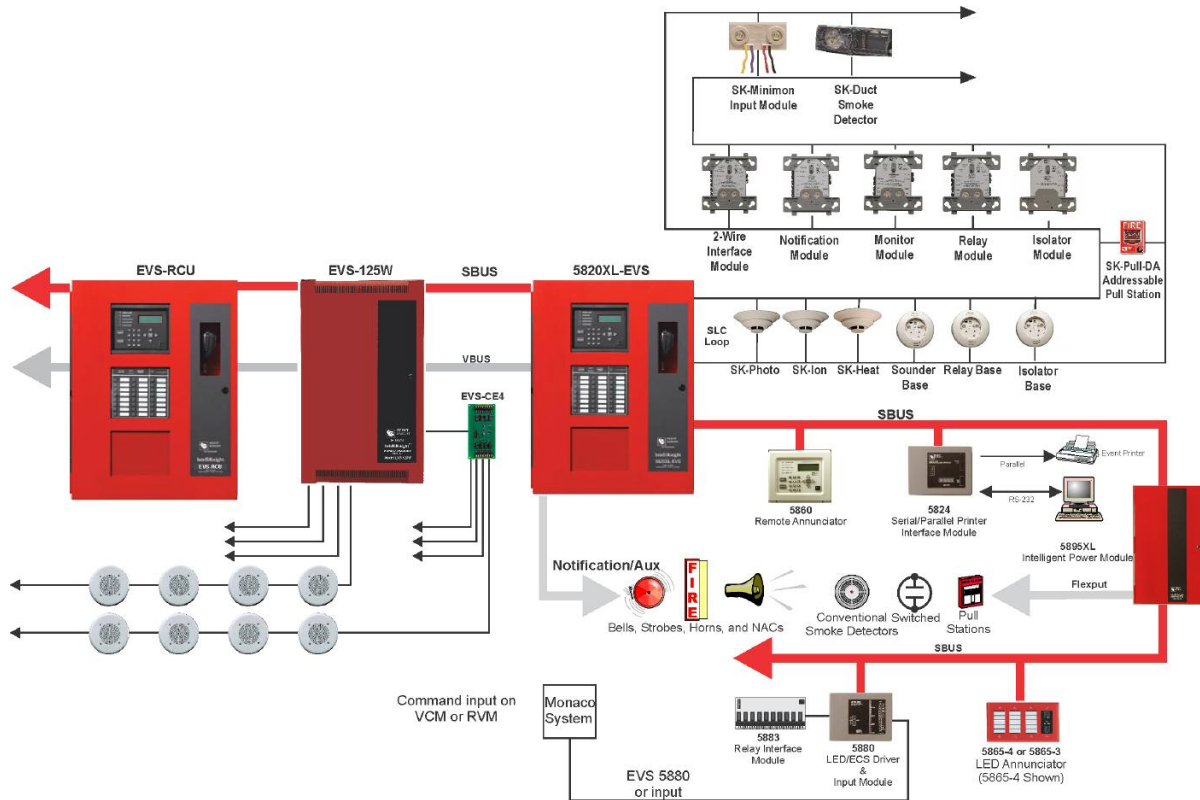 SK-Minimon
Input Module
SK-Duct
Smoke
Detector
2-Wire
Interface
Module
Notification
Module
Monitor
Module
Relay
Module
Isolator
Module
FIRE
SK-Pull-DA
Addressable
Pull Station
EVS-RCU
EVS-125W
SBUS
5820XL-EVS
SLC
Loop
SK-Photo
SK-Ion
SK-Heat
Sounder
Base
Relay Base
Isolator
Base
VBUS
EVS-CE4
SBUS
5860
Remote Annunciator
5824
Serial/Parallel Printer
Interface Module
Parallel
Event Printer
RS-232
5895XL
Intelligent Power Module
Notification/Aux
FIRE
Bells, Strobes, Horns, and NACs
Conventional
Smoke Detectors
Switched
Pull
Stations
Flexput
SBUS
Command input on
VCM or RVM
Monaco
System
5883
Relay Interface
Module
5880
LED/ECS Driver
&
Input Module
5865-4 or 5865-3
LED Annunciator
(5865-4 Shown)
EVS 5880
or input